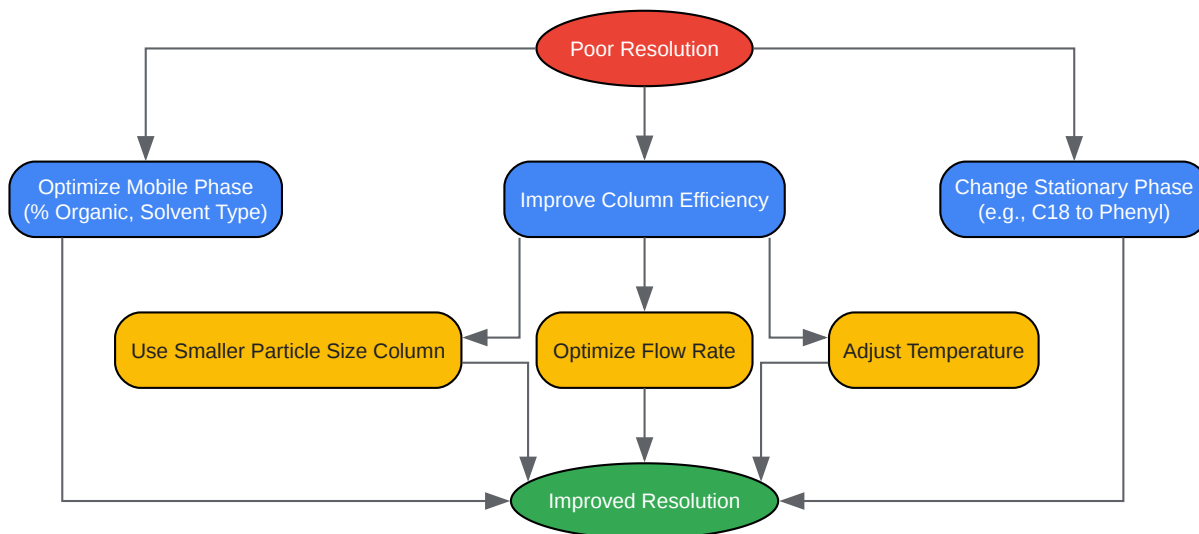 Poor Resolution
Optimize Mobile Phase
(% Organic, Solvent Type)
Improve Column Efficiency
Change Stationary Phase
(e.g., C18 to Phenyl)
Use Smaller Particle Size Column
Optimize Flow Rate
Adjust Temperature
Improved Resolution